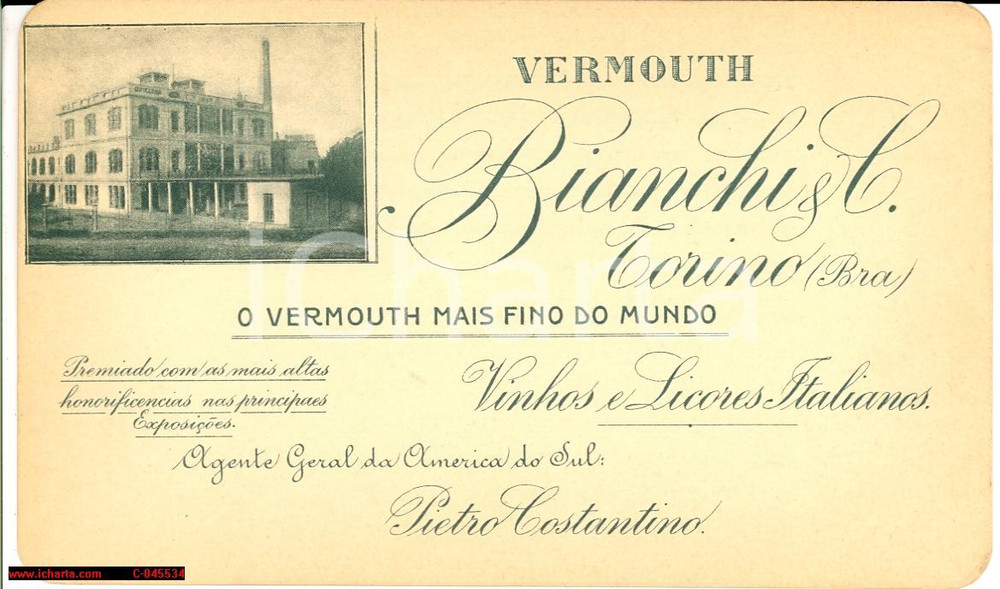 VERMOUTH
Bianchi & C.
Torino (Bra)
O VERMOUTH MAIS FINO DO MUNDO
Premiado com as mais altas
honorificencias nas principaes
Exposições.
Vinhos e Licores Italianos.
Agente Geral da America do Sul:
Pietro Costantino.
iCharta
www.icharta.com C-045534